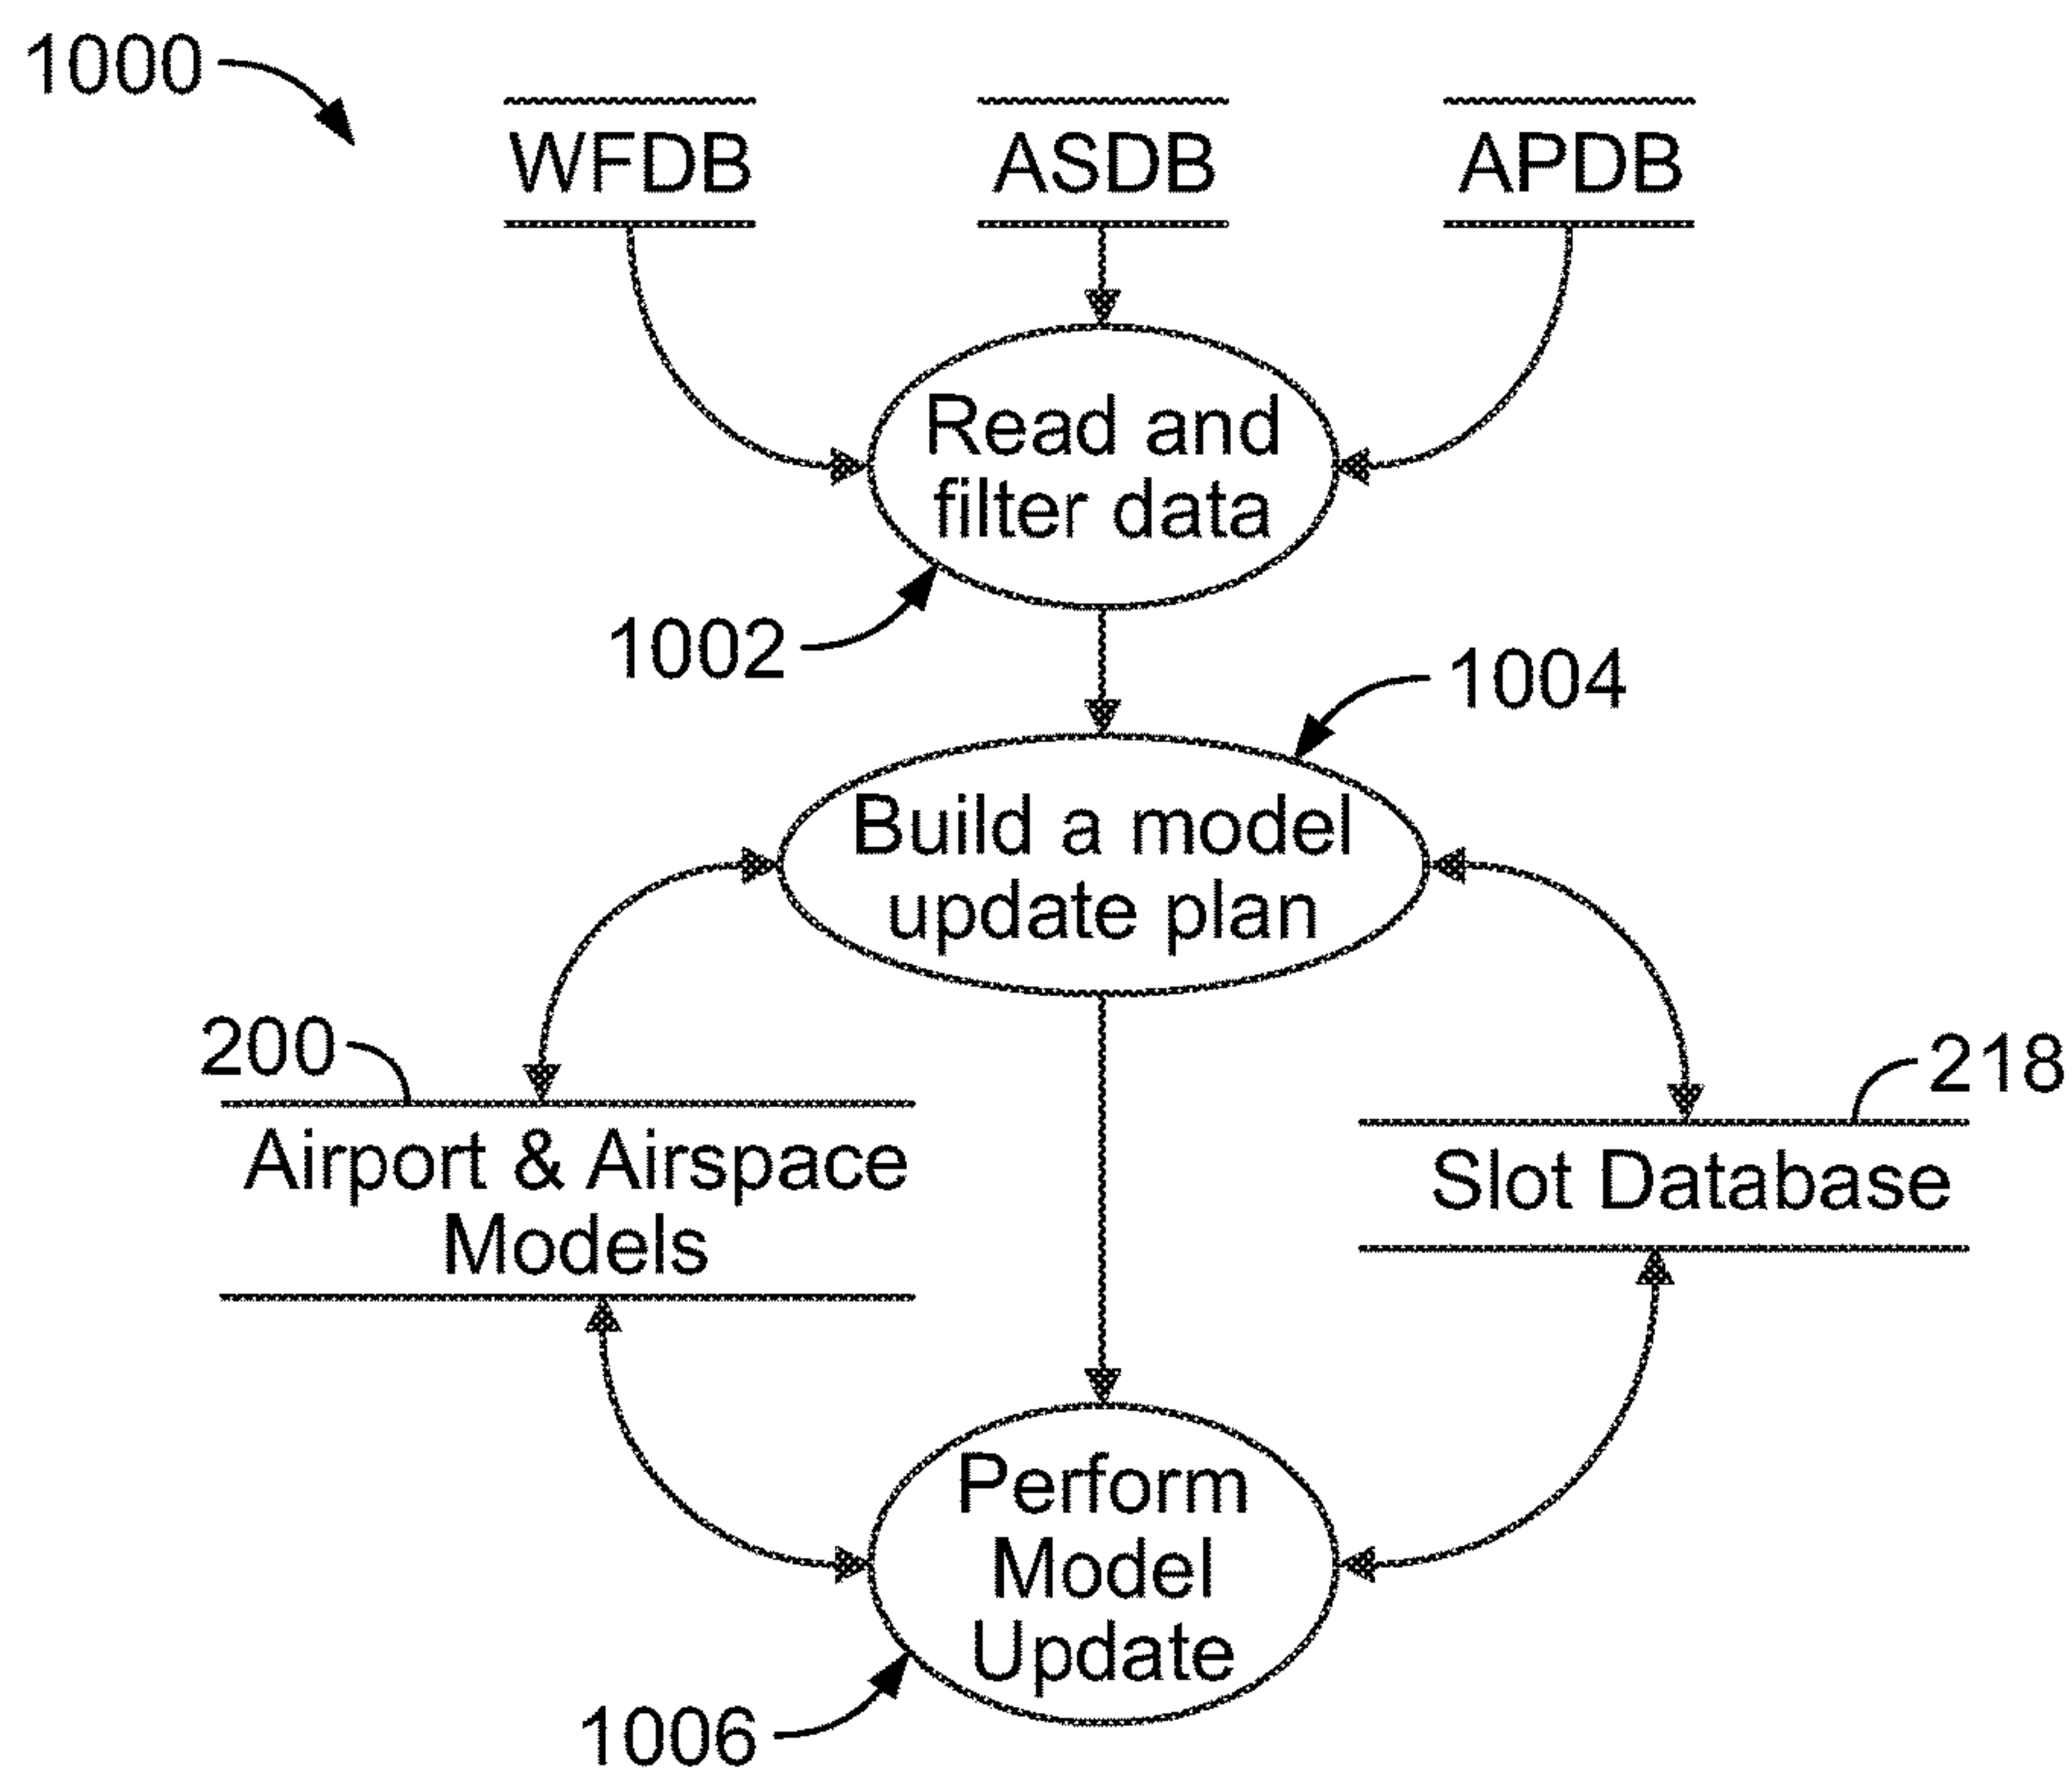 1000
WFDB
ASDB
APDB
Read and
filter data
1002
1004
Build a model
update plan
200
218
Airport & Airspace
Models
Slot Database
Perform
Model
Update
1006